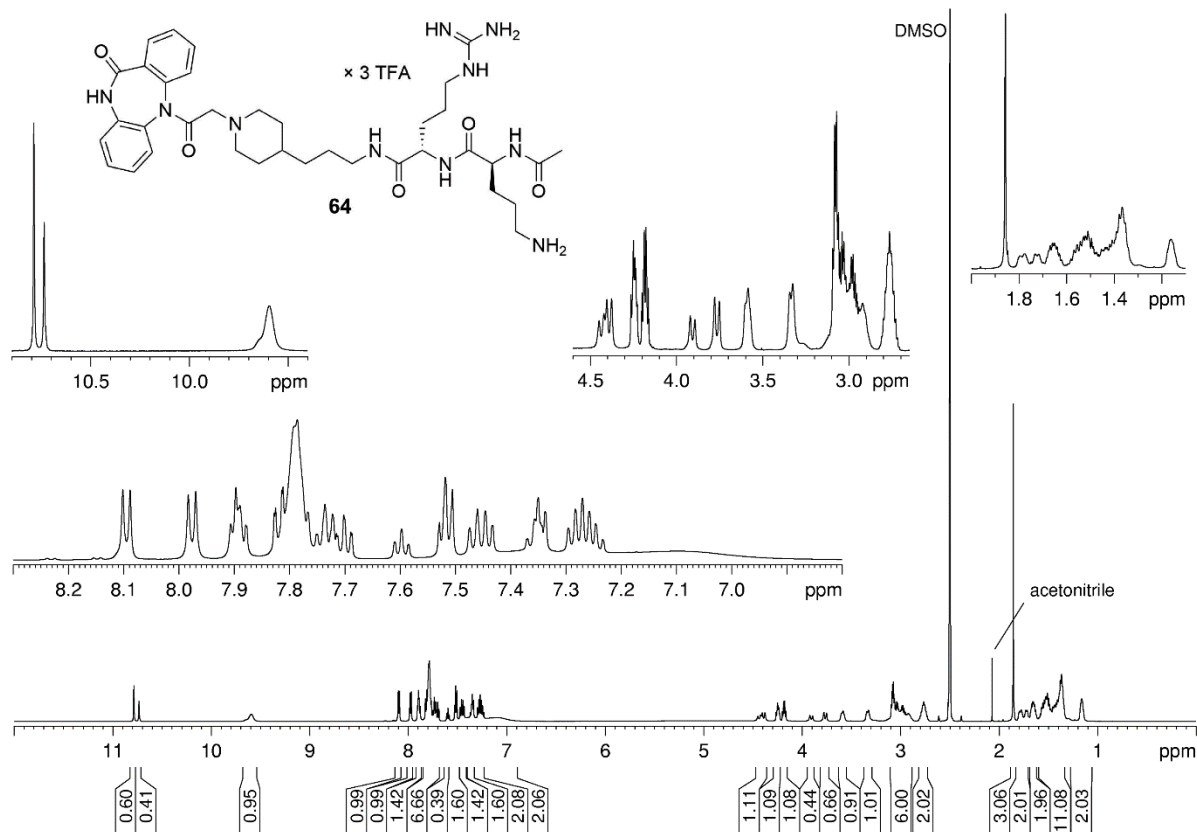 O
HN
N
O
N
× 3 TFA
HN
NH2
NH
H
N
O
N
H
O
H
N
O
NH2
64
DMSO
10.5 10.0 ppm
4.5 4.0 3.5 3.0 ppm
1.8 1.6 1.4 ppm
8.2 8.1 8.0 7.9 7.8 7.7 7.6 7.5 7.4 7.3 7.2 7.1 7.0 ppm
acetonitrile
11 10 9 8 7 6 5 4 3 2 1 ppm
0.60
0.41
0.95
0.99
0.99
1.42
6.66
0.39
1.60
1.42
1.60
2.08
2.06
1.11
1.09
1.08
0.44
0.66
0.91
1.01
6.00
2.02
3.06
2.01
1.96
11.08
2.03